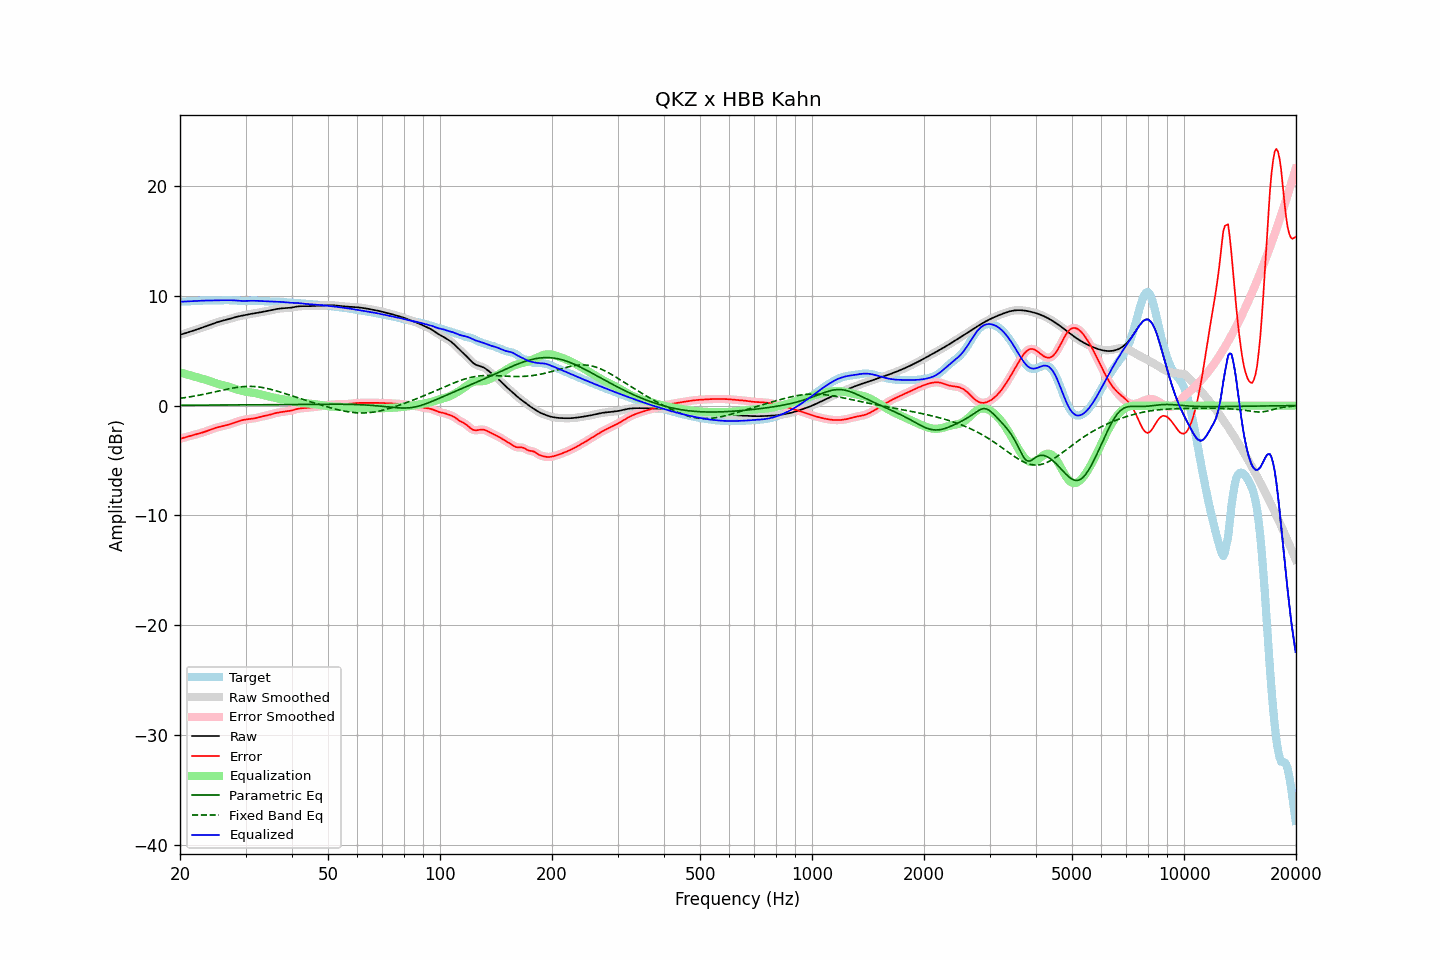 QKZ x HBB Kahn
Amplitude (dBr)
20
10
0
−10
−20
−30
−40
Target
Raw Smoothed
Error Smoothed
Raw
Error
Equalization
Parametric Eq
Fixed Band Eq
Equalized
20 50 100 200 500 1000 2000 5000 10000 20000
Frequency (Hz)